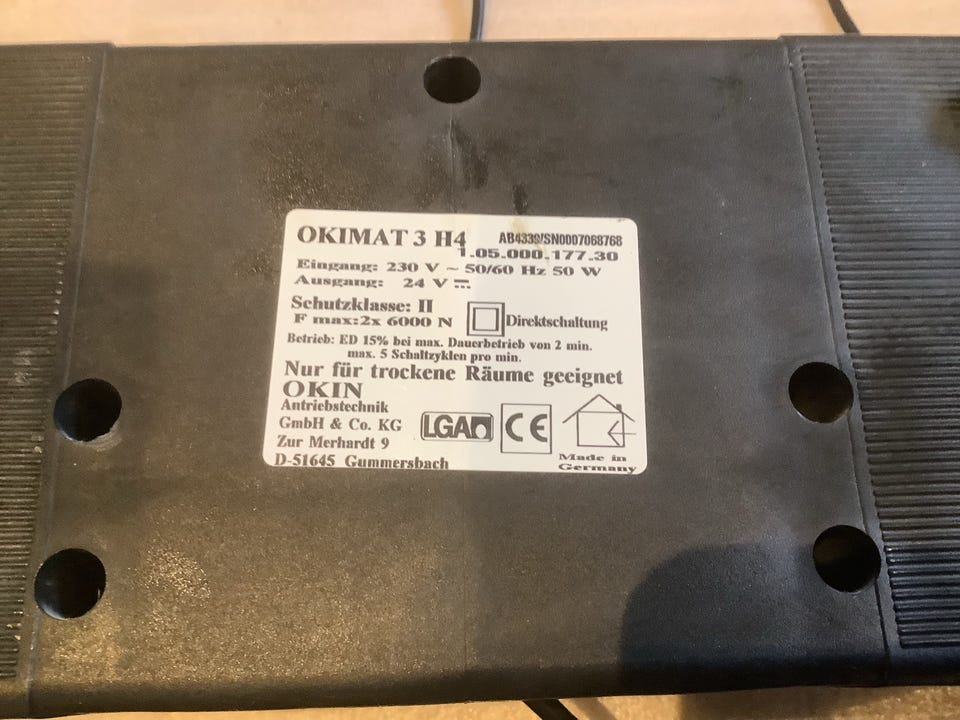 OKIMAT 3 H4 AB4339/SN0007068768
1.05.000.177.30
Eingang: 230 V ~ 50/60 Hz 50 W
Ausgang: 24 V ⎓
Schutzklasse: II
F max:2x 6000 N Direktschaltung
Betrieb: ED 15% bei max. Dauerbetrieb von 2 min.
max. 5 Schaltzyklen pro min.
Nur für trockene Räume geeignet
OKIN
Antriebstechnik
GmbH & Co. KG
Zur Merhardt 9
D-51645 Gummersbach
LGA
CE
Made in
Germany